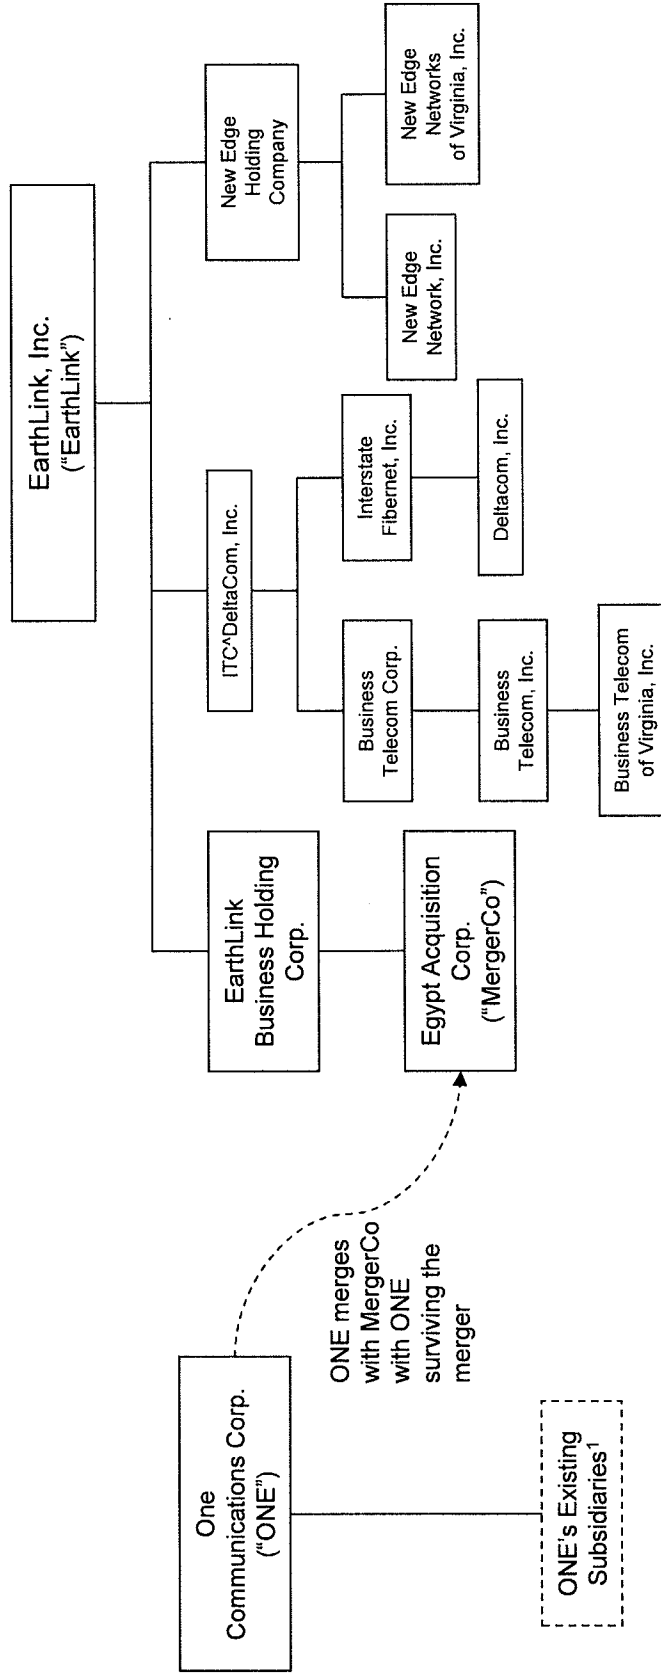 EarthLink, Inc.
(“EarthLink”)
EarthLink
Business Holding
Corp.
ITC^DeltaCom, Inc.
New Edge
Holding
Company
One
Communications Corp.
(“ONE”)
ONE merges
with MergerCo
with ONE
surviving the
merger
Egypt Acquisition
Corp.
(“MergerCo”)
Business
Telecom Corp.
Interstate
Fibernet, Inc.
New Edge
Network, Inc.
New Edge
Networks
of Virginia, Inc.
Business
Telecom, Inc.
Deltacom, Inc.
ONE’s Existing
Subsidiaries¹
Business Telecom
of Virginia, Inc.